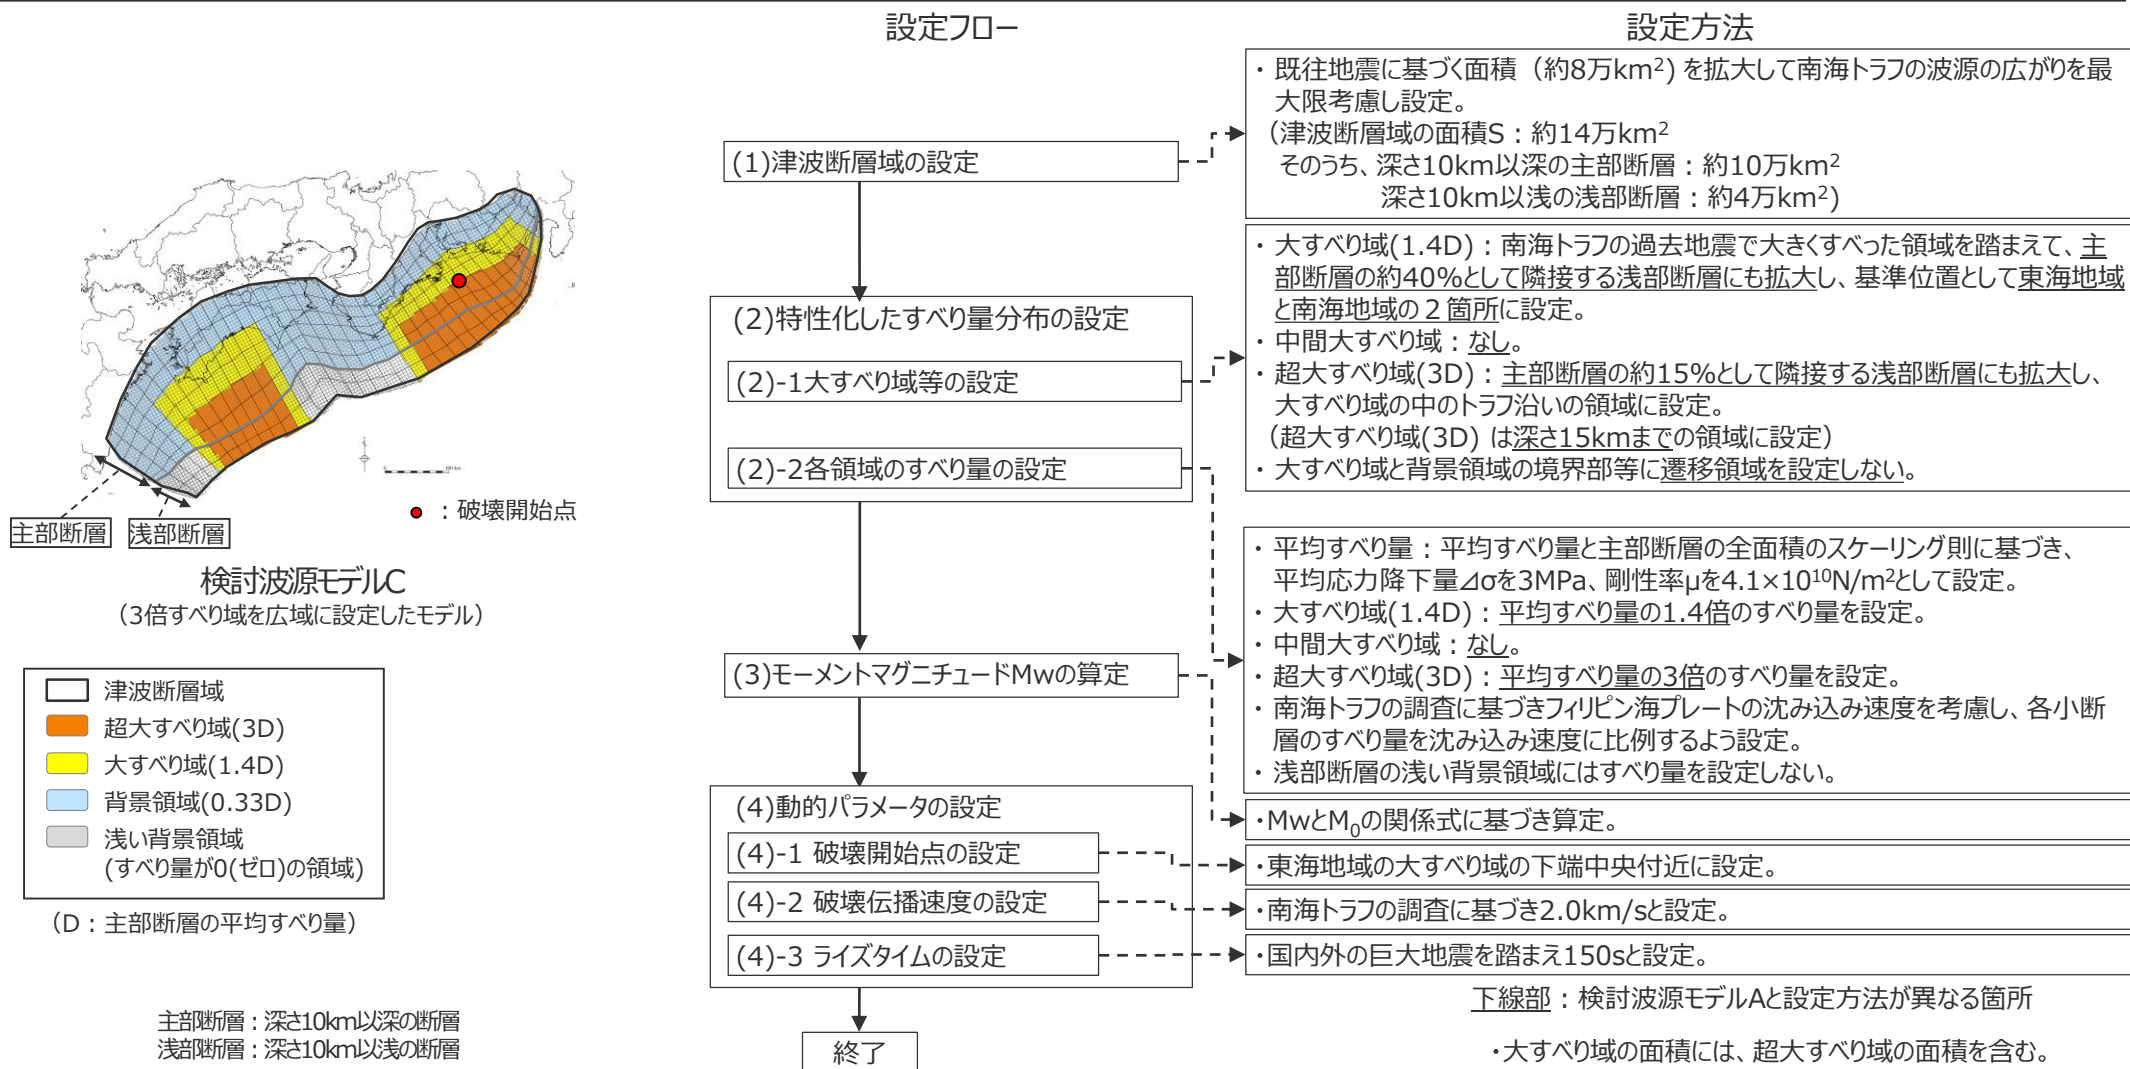 設定フロー
設定方法
・ 既往地震に基づく面積 （約8万km²) を拡大して南海トラフの波源の広がりを最
大限考慮し設定。
（津波断層域の面積S：約14万km²
そのうち、深さ10km以深の主部断層：約10万km²
深さ10km以浅の浅部断層：約4万km²)
(1)津波断層域の設定
・ 大すべり域(1.4D)：南海トラフの過去地震で大きくすべった領域を踏まえて、主
部断層の約40%として隣接する浅部断層にも拡大し、基準位置として東海地域
と南海地域の２箇所に設定。
・ 中間大すべり域：なし。
・ 超大すべり域(3D)：主部断層の約15%として隣接する浅部断層にも拡大し、
大すべり域の中のトラフ沿いの領域に設定。
（超大すべり域(3D) は深さ15kmまでの領域に設定）
・ 大すべり域と背景領域の境界部等に遷移領域を設定しない。
(2)特性化したすべり量分布の設定
(2)-1大すべり域等の設定
(2)-2各領域のすべり量の設定
0
100 km
●：破壊開始点
主部断層
浅部断層
検討波源モデルC
（3倍すべり域を広域に設定したモデル）
・ 平均すべり量：平均すべり量と主部断層の全面積のスケーリング則に基づき、
平均応力降下量⊿σを3MPa、剛性率μを4.1×10¹⁰N/m²として設定。
・ 大すべり域(1.4D)：平均すべり量の1.4倍のすべり量を設定。
・ 中間大すべり域：なし。
・ 超大すべり域(3D)：平均すべり量の3倍のすべり量を設定。
・ 南海トラフの調査に基づきフィリピン海プレートの沈み込み速度を考慮し、各小断
層のすべり量を沈み込み速度に比例するよう設定。
・ 浅部断層の浅い背景領域にはすべり量を設定しない。
(3)モーメントマグニチュードMwの算定
津波断層域
超大すべり域(3D)
大すべり域(1.4D)
背景領域(0.33D)
浅い背景領域
(すべり量が0(ゼロ)の領域)
（D：主部断層の平均すべり量）
(4)動的パラメータの設定
・MwとM₀の関係式に基づき算定。
(4)-1 破壊開始点の設定
・東海地域の大すべり域の下端中央付近に設定。
(4)-2 破壊伝播速度の設定
・南海トラフの調査に基づき2.0km/sと設定。
(4)-3 ライズタイムの設定
・国内外の巨大地震を踏まえ150sと設定。
下線部：検討波源モデルAと設定方法が異なる箇所
主部断層：深さ10km以深の断層
浅部断層：深さ10km以浅の断層
終了
・大すべり域の面積には、超大すべり域の面積を含む。